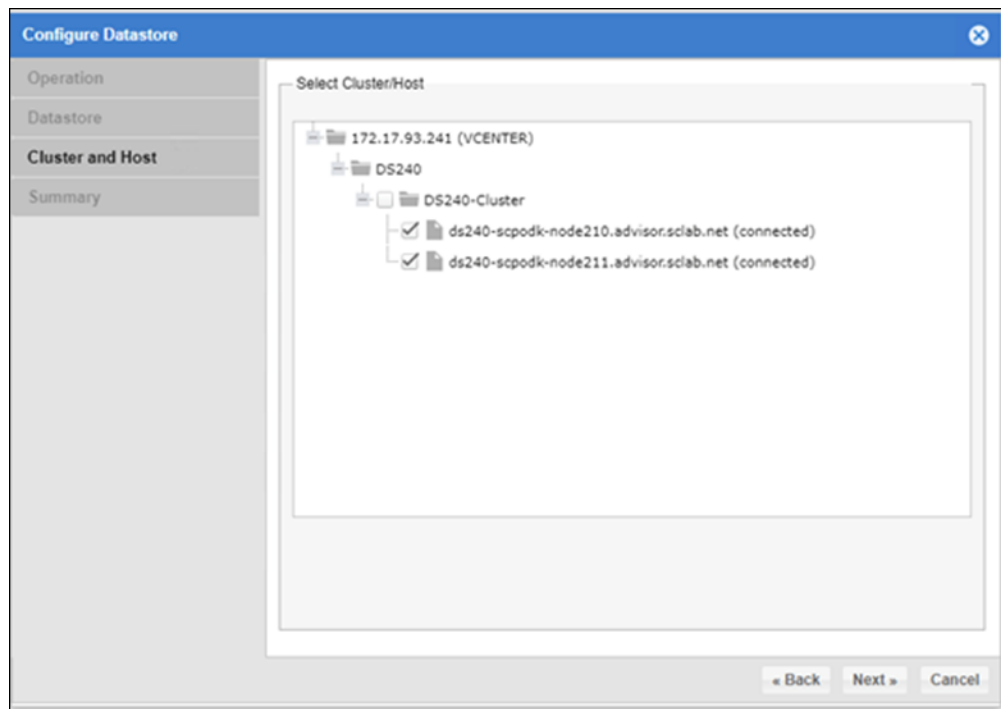 Configure Datastore
Operation
Datastore
Cluster and Host
Summary
Select Cluster/Host
172.17.93.241 (VCENTER)
DS240
DS240-Cluster
ds240-scpodk-node210.advisor.sclab.net (connected)
ds240-scpodk-node211.advisor.sclab.net (connected)
« Back Next » Cancel